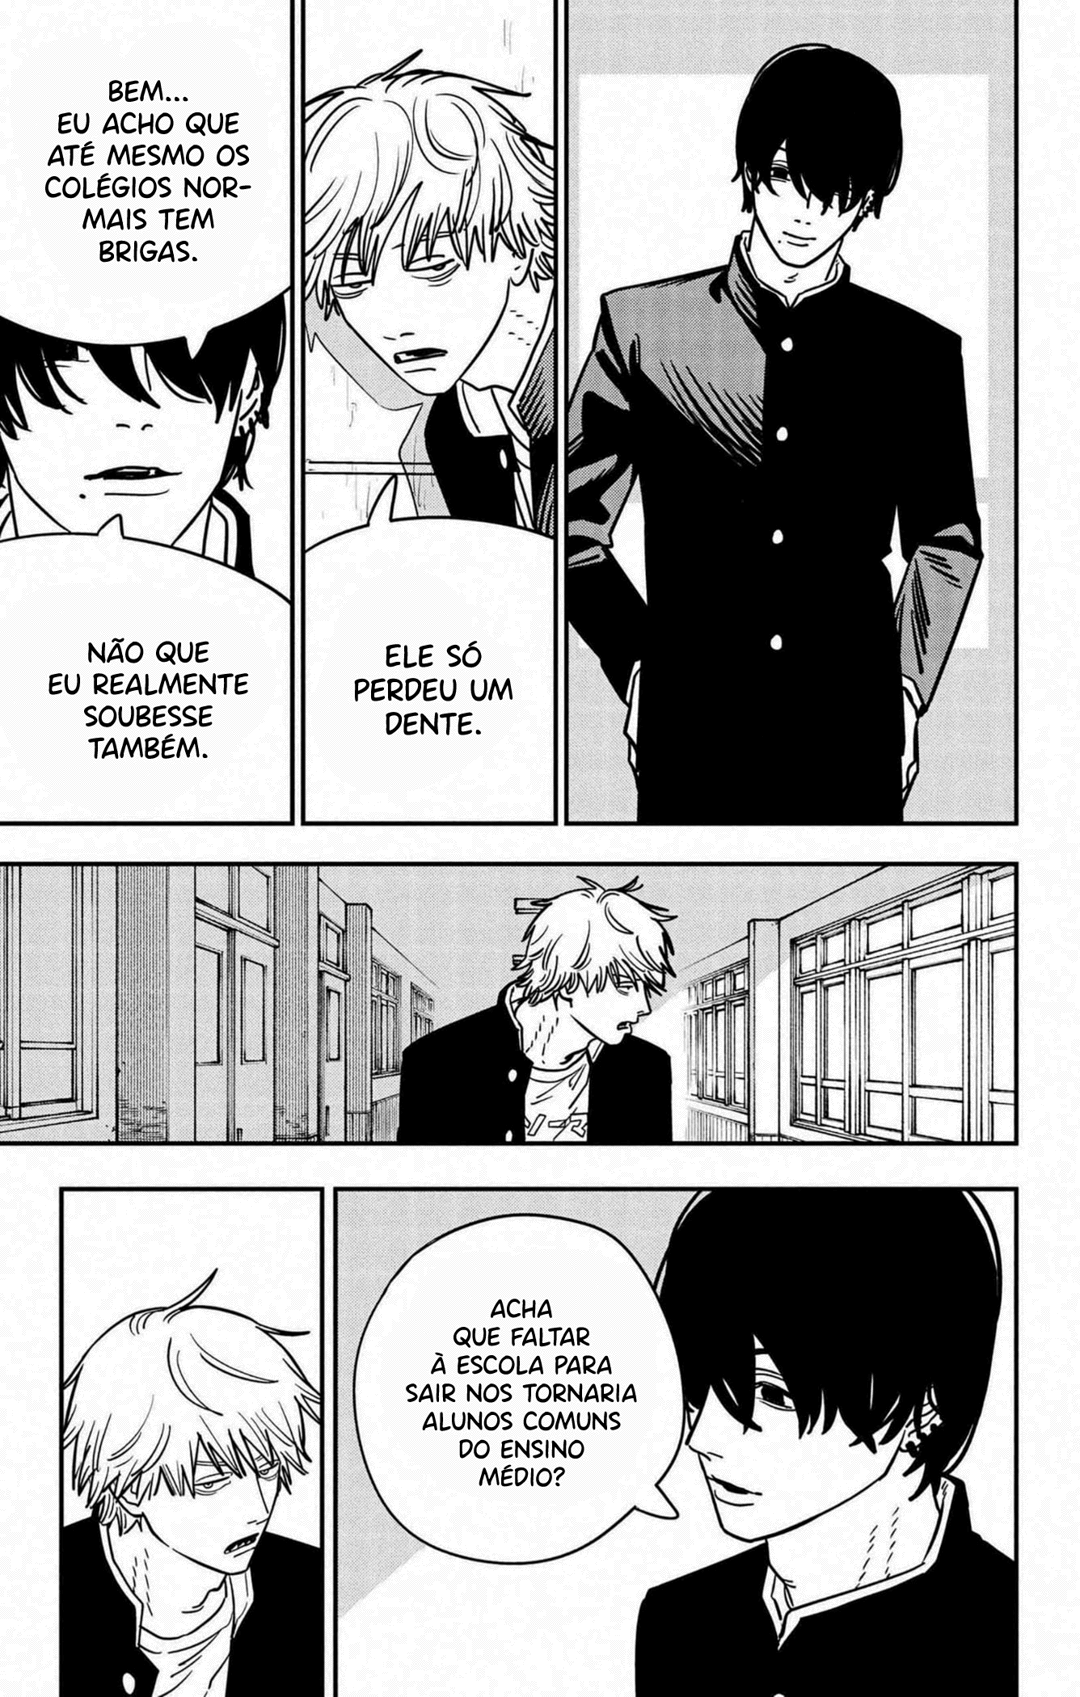 ELE SÓ
PERDEU UM
DENTE.
BEM...
EU ACHO QUE
ATÉ MESMO OS
COLÉGIOS NOR-
MAIS TEM
BRIGAS.
NÃO QUE
EU REALMENTE
SOUBESSE
TAMBÉM.
ACHA
QUE FALTAR
À ESCOLA PARA
SAIR NOS TORNARIA
ALUNOS COMUNS
DO ENSINO
MÉDIO?